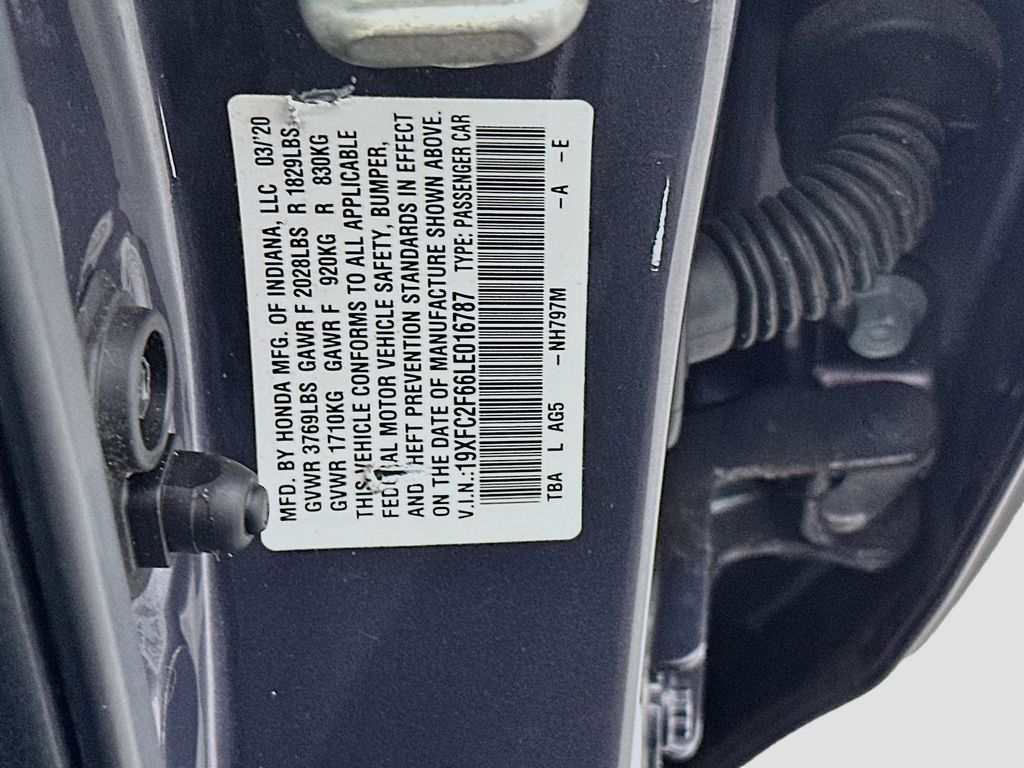 MFD. BY HONDA MFG. OF INDIANA, LLC 03/'20
GVWR 3769LBS GAWR F 2028LBS R 1829LBS
GVWR 1710KG GAWR F 920KG R 830KG
THIS VEHICLE CONFORMS TO ALL APPLICABLE
FEDERAL MOTOR VEHICLE SAFETY, BUMPER,
AND THEFT PREVENTION STANDARDS IN EFFECT
ON THE DATE OF MANUFACTURE SHOWN ABOVE.
V.I.N.:19XFC2F66LE016787 TYPE: PASSENGER CAR
TBA L AG5 -NH797M -A -E